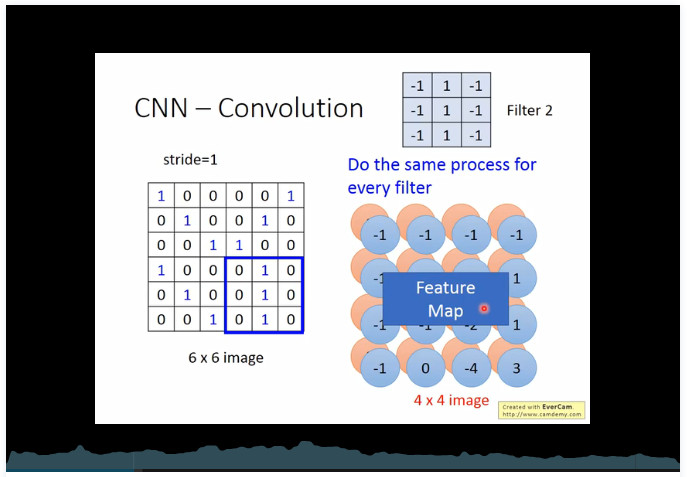 -1 1 -1
CNN – Convolution
-1 1 -1
Filter 2
-1 1 -1
stride=1
Do the same process for
every filter
1 0 0 0 0 1
0 1 0 0 1 0
0 0 1 1 0 0
1 0 0 0 1 0
0 1 0 0 1 0
0 0 1 0 1 0
-1 -1 -1 -1
1
Feature
Map
-1 -1 -2 1
-1 0 -4 3
6 x 6 image
4 x 4 image
Created with EverCam.
http://www.camdemy.com